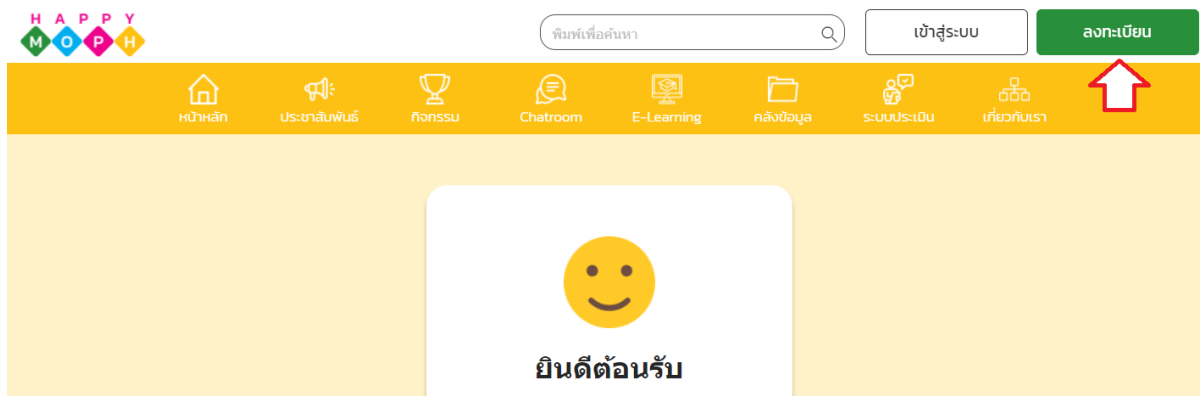 HAPPY
MOPH
พิมพ์เพื่อค้นหา
เข้าสู่ระบบ
ลงทะเบียน
หน้าหลัก
ประชาสัมพันธ์
กิจกรรม
Chatroom
E-Learning
คลังข้อมูล
ระบบประเมิน
เกี่ยวกับเรา
ยินดีต้อนรับ